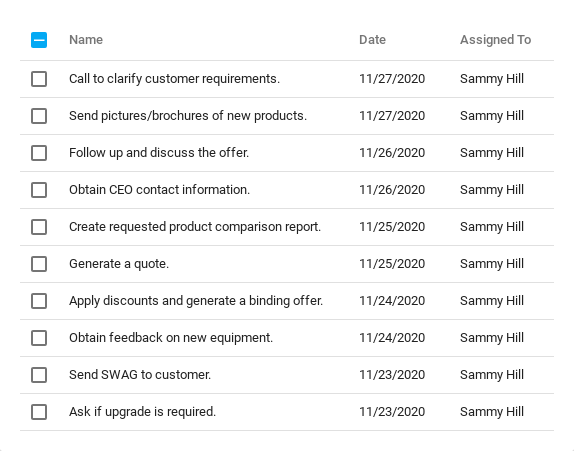 Name Date Assigned To
Call to clarify customer requirements. 11/27/2020 Sammy Hill
Send pictures/brochures of new products. 11/27/2020 Sammy Hill
Follow up and discuss the offer. 11/26/2020 Sammy Hill
Obtain CEO contact information. 11/26/2020 Sammy Hill
Create requested product comparison report. 11/25/2020 Sammy Hill
Generate a quote. 11/25/2020 Sammy Hill
Apply discounts and generate a binding offer. 11/24/2020 Sammy Hill
Obtain feedback on new equipment. 11/24/2020 Sammy Hill
Send SWAG to customer. 11/23/2020 Sammy Hill
Ask if upgrade is required. 11/23/2020 Sammy Hill